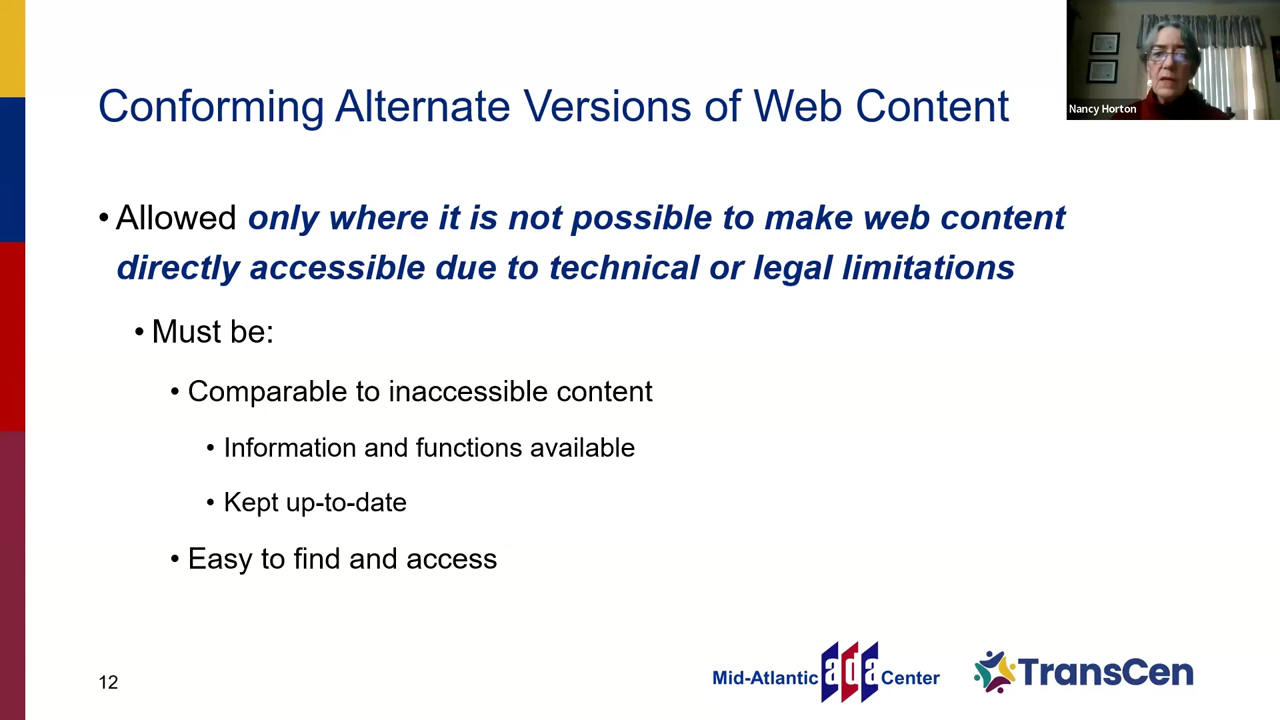 Conforming Alternate Versions of Web Content
Nancy Horton
• Allowed only where it is not possible to make web content
directly accessible due to technical or legal limitations
• Must be:
• Comparable to inaccessible content
• Information and functions available
• Kept up-to-date
• Easy to find and access
12
Mid-Atlantic ada Center
TransCen